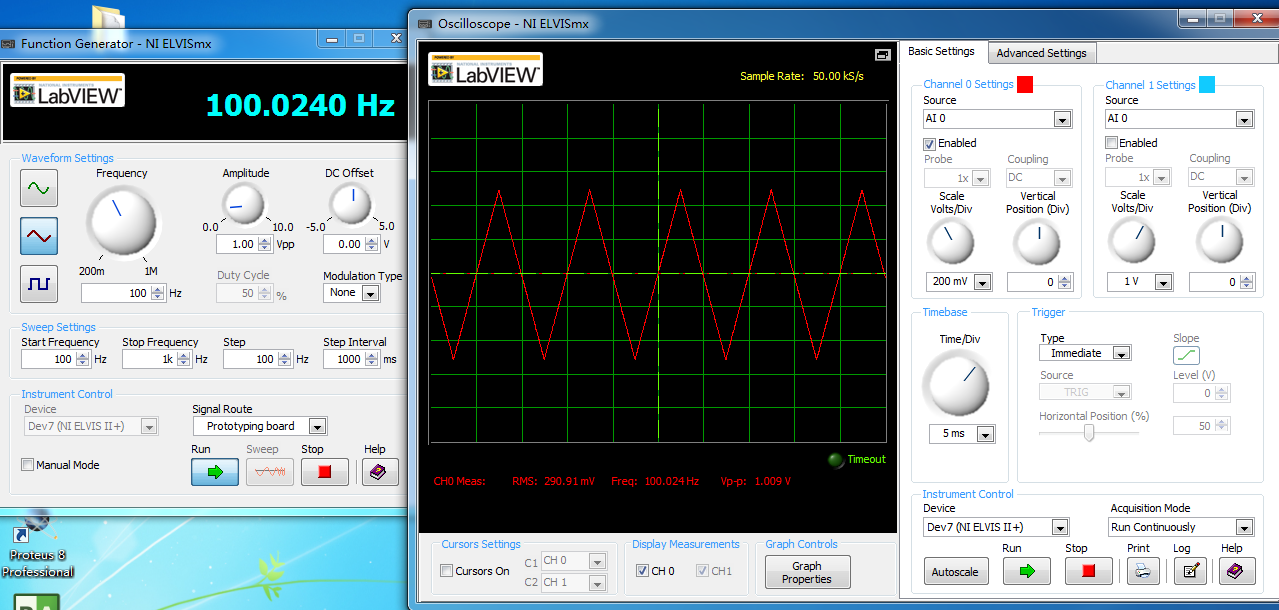 Function Generator - NI ELVISmx
POWERED BY
NATIONAL INSTRUMENTS
LabVIEW™
100.0240 Hz
Waveform Settings
Frequency
Amplitude
DC Offset
0.0
10.0
-5.0
5.0
1.00
Vpp
0.00
V
200m
1M
Duty Cycle
Modulation Type
100
Hz
50
%
None
Sweep Settings
Start Frequency
Stop Frequency
Step
Step Interval
100
Hz
1k
Hz
100
Hz
1000
ms
Instrument Control
Device
Signal Route
Dev7 (NI ELVIS II+)
Prototyping board
Run
Sweep
Stop
Help
Manual Mode
Proteus 8
Professional
Oscilloscope - NI ELVISmx
POWERED BY
NATIONAL INSTRUMENTS
LabVIEW™
Sample Rate: 50.00 kS/s
Timeout
CH0 Meas: RMS: 290.91 mV Freq: 100.024 Hz Vp-p: 1.009 V
Cursors Settings
Cursors On
C1
CH 0
C2
CH 1
Display Measurements
CH 0
CH1
Graph Controls
Graph
Properties
Basic Settings
Advanced Settings
Channel 0 Settings
Source
AI 0
Enabled
Probe
Coupling
1x
DC
Scale
Volts/Div
Vertical
Position (Div)
200 mV
0
Channel 1 Settings
Source
AI 0
Enabled
Probe
Coupling
1x
DC
Scale
Volts/Div
Vertical
Position (Div)
1 V
0
Timebase
Time/Div
5 ms
Trigger
Type
Immediate
Slope
Source
TRIG
Level (V)
0
Horizontal Position (%)
50
Instrument Control
Device
Acquisition Mode
Dev7 (NI ELVIS II+)
Run Continuously
Run
Stop
Print
Log
Help
Autoscale